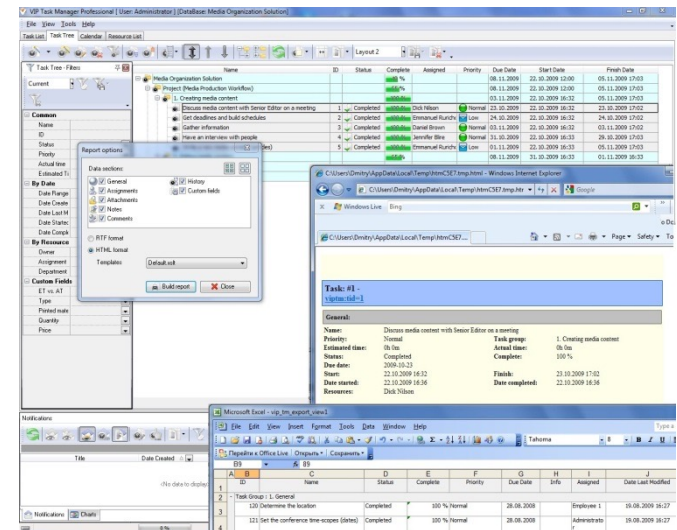 VIP Task Manager Professional [ User: Administrator ] [DataBase: Media Organization Solution]
File View Tools Help
Task List Task Tree Calendar Resource List
Layout 2
Task Tree - Filters
Name ID Status Complete Assigned Priority Due Date Start Date Finish Date
Current
Media Organization Solution % 08.11.2009 22.10.2009 12:00 05.11.2009 17:03
Project (Media Production Workflow) 08.11.2009 22.10.2009 12:00 05.11.2009 17:03
1. Creating media content 03.11.2009 22.10.2009 16:32 05.11.2009 17:03
Discuss media content with Senior Editor on a meeting 1 Completed Dick Nilson Normal 23.10.2009 22.10.2009 16:32 23.10.2009 17:02
Get deadlines and build schedules 2 Completed Emmanuel Runch Low 24.10.2009 22.10.2009 16:32 24.10.2009 17:02
Gather information 3 Completed Daniel Brown Normal 03.11.2009 22.10.2009 16:32 03.11.2009 17:02
Have an interview with people 4 Completed Jennifer Bline Normal 31.10.2009 22.10.2009 16:33 29.10.2009 17:03
5 Completed Emmanuel Runch Low 03.11.2009 22.10.2009 16:33 05.11.2009 17:03
08.11.2009 31.10.2009 16:33 01.11.2009 16:33
Common
Name
ID
Status
Priority
Actual time
Estimated Ti
By Date
Date Range
Date Create
Date Last M
Date Startec
Date Compl
By Resource
Owner
Assignment
Department
Custom Fields
ET vs. AT
Type
Printed mate
Quantity
Price
Report options
Data sections:
General
Assignments
Attachments
Notes
Comments
History
Custom fields
RTF format
HTML format
Templates Default.xslt
Build report Close
C:\Users\Dmitry\AppData\Local\Temp\htmC5E7.tmp.html - Windows Internet Explorer
C:\Users\Dmitry\AppData\Local\Temp\htmC5E7.tmp.htr Google
Windows Live Bing
C:\Users\Dmitry\AppData\Local\Temp\htmC5E7....
Page Safety To
Task: #1 -
viptm:tid=1
General:
Name: Discuss media content with Senior Editor on a meeting
Priority: Normal Task group: 1. Creating media content
Estimated time: 0h 0m Actual time: 0h 0m
Status: Completed Complete: 100 %
Due date: 2009-10-23
Start: 22.10.2009 16:32 Finish: 23.10.2009 17:02
Date started: 22.10.2009 16:36 Date completed: 22.10.2009 16:36
Resources: Dick Nilson
Notifications
Title Date Created
<No data to display
Notifications Charts
0 %
Microsoft Excel - vip_tm_export_view1
File Edit View Insert Format Tools Data Window Help Type a
Tahoma 8
Перейти к Office Live Открыть Сохранить
B9 89
A B C D E F G H I J
1 ID Name Status Complete Priority Due Date Info Assigned Date Last Modified
2 - Task Group : 1. General
3 120 Determine the location Completed 100 % Normal 28.08.2008 Employee 1 19.08.2009 16:27
121 Set the conference time-scopes (dates) Completed 100 % Normal 28.08.2008 Administrato 19.08.2009 16:27
4